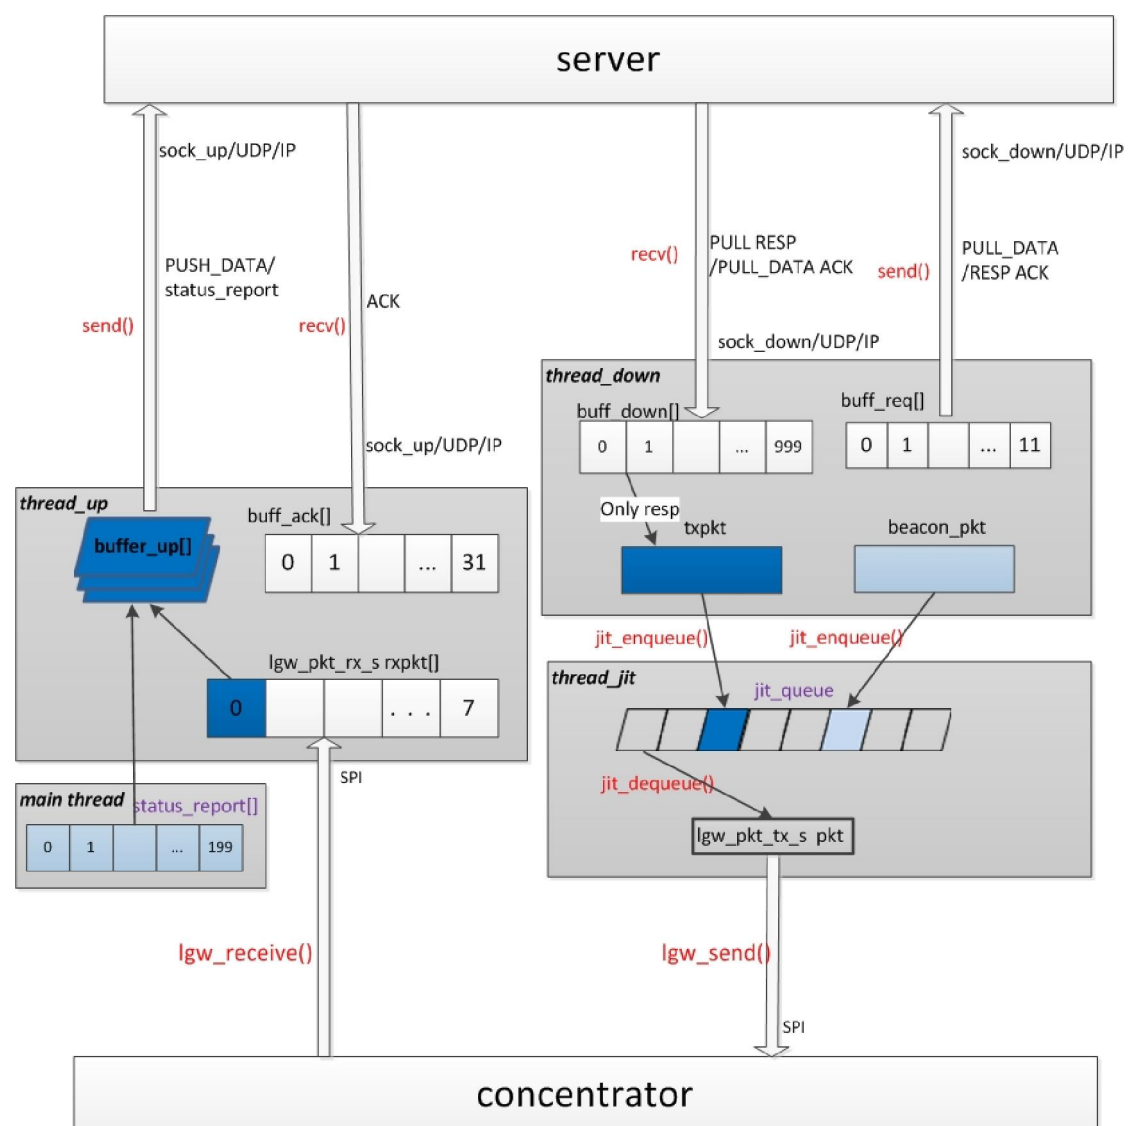 server
sock_up/UDP/IP
sock_down/UDP/IP
PUSH_DATA/
status_report
send()
recv()
ACK
recv()
PULL RESP
/PULL_DATA ACK
send()
PULL_DATA
/RESP ACK
sock_down/UDP/IP
sock_up/UDP/IP
thread_down
buff_down[]
0 1 ... 999
buff_req[]
0 1 ... 11
Only resp
txpkt
beacon_pkt
thread_up
buffer_up[]
buff_ack[]
0 1 ... 31
lgw_pkt_rx_s rxpkt[]
0 . . . 7
jit_enqueue()
jit_enqueue()
thread_jit
jit_queue
jit_dequeue()
lgw_pkt_tx_s pkt
SPI
main thread
status_report[]
0 1 ... 199
lgw_receive()
lgw_send()
SPI
concentrator